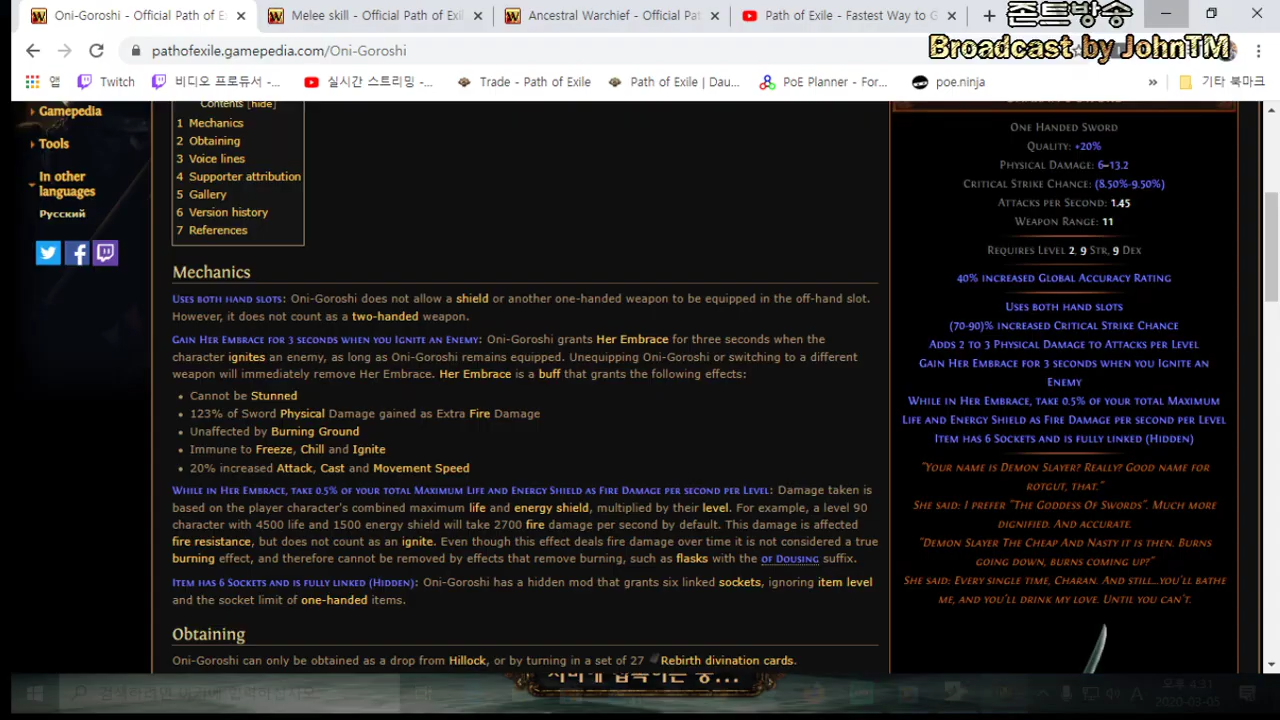 Oni-Goroshi - Official Path of E
Melee skill - Official Path of Exil
Ancestral Warchief - Official Pat
Path of Exile - Fastest Way to G
존트방송
pathofexile.gamepedia.com/Oni-Goroshi
Broadcast by JohnTM
앱
Twitch
비디오 프로듀서 -...
실시간 스트리밍 -...
Trade - Path of Exile
Path of Exile | Dau...
PoE Planner - For...
poe.ninja
»
기타 북마크
Gamepedia
Tools
In other
languages
Русский
Contents [hide]
1 Mechanics
2 Obtaining
3 Voice lines
4 Supporter attribution
5 Gallery
6 Version history
7 References
Mechanics
Uses both hand slots: Oni-Goroshi does not allow a shield or another one-handed weapon to be equipped in the off-hand slot.
However, it does not count as a two-handed weapon.
Gain Her Embrace for 3 seconds when you Ignite an Enemy: Oni-Goroshi grants Her Embrace for three seconds when the
character ignites an enemy, as long as Oni-Goroshi remains equipped. Unequipping Oni-Goroshi or switching to a different
weapon will immediately remove Her Embrace. Her Embrace is a buff that grants the following effects:
• Cannot be Stunned
• 123% of Sword Physical Damage gained as Extra Fire Damage
• Unaffected by Burning Ground
• Immune to Freeze, Chill and Ignite
• 20% increased Attack, Cast and Movement Speed
While in Her Embrace, take 0.5% of your total Maximum Life and Energy Shield as Fire Damage per second per Level: Damage taken is
based on the player character's combined maximum life and energy shield, multiplied by their level. For example, a level 90
character with 4500 life and 1500 energy shield will take 2700 fire damage per second by default. This damage is affected
fire resistance, but does not count as an ignite. Even though this effect deals fire damage over time it is not considered a true
burning effect, and therefore cannot be removed by effects that remove burning, such as flasks with the of Dousing suffix.
Item has 6 Sockets and is fully linked (Hidden): Oni-Goroshi has a hidden mod that grants six linked sockets, ignoring item level
and the socket limit of one-handed items.
Obtaining
Oni-Goroshi can only be obtained as a drop from Hillock, or by turning in a set of 27 Rebirth divination cards.
One Handed Sword
Quality: +20%
Physical Damage: 6–13.2
Critical Strike Chance: (8.50%-9.50%)
Attacks per Second: 1.45
Weapon Range: 11
Requires Level 2, 9 Str, 9 Dex
40% increased Global Accuracy Rating
Uses both hand slots
(70-90)% increased Critical Strike Chance
Adds 2 to 3 Physical Damage to Attacks per Level
Gain Her Embrace for 3 seconds when you Ignite an
Enemy
While in Her Embrace, take 0.5% of your total Maximum
Life and Energy Shield as Fire Damage per second per Level
Item has 6 Sockets and is fully linked (Hidden)
"Your name is Demon Slayer? Really? Good name for
rotgut, that."
She said: I prefer "The Goddess of Swords". Much more
dignified. And accurate.
"Demon Slayer The Cheap And Nasty it is then. Burns
going down, burns coming up?"
She said: Every single time, Charan. And still...you'll bathe
me, and you'll drink my love. Until you can't.
검색하려면 여기에 입력하십시오.
A
오후 4:31
2020-03-05